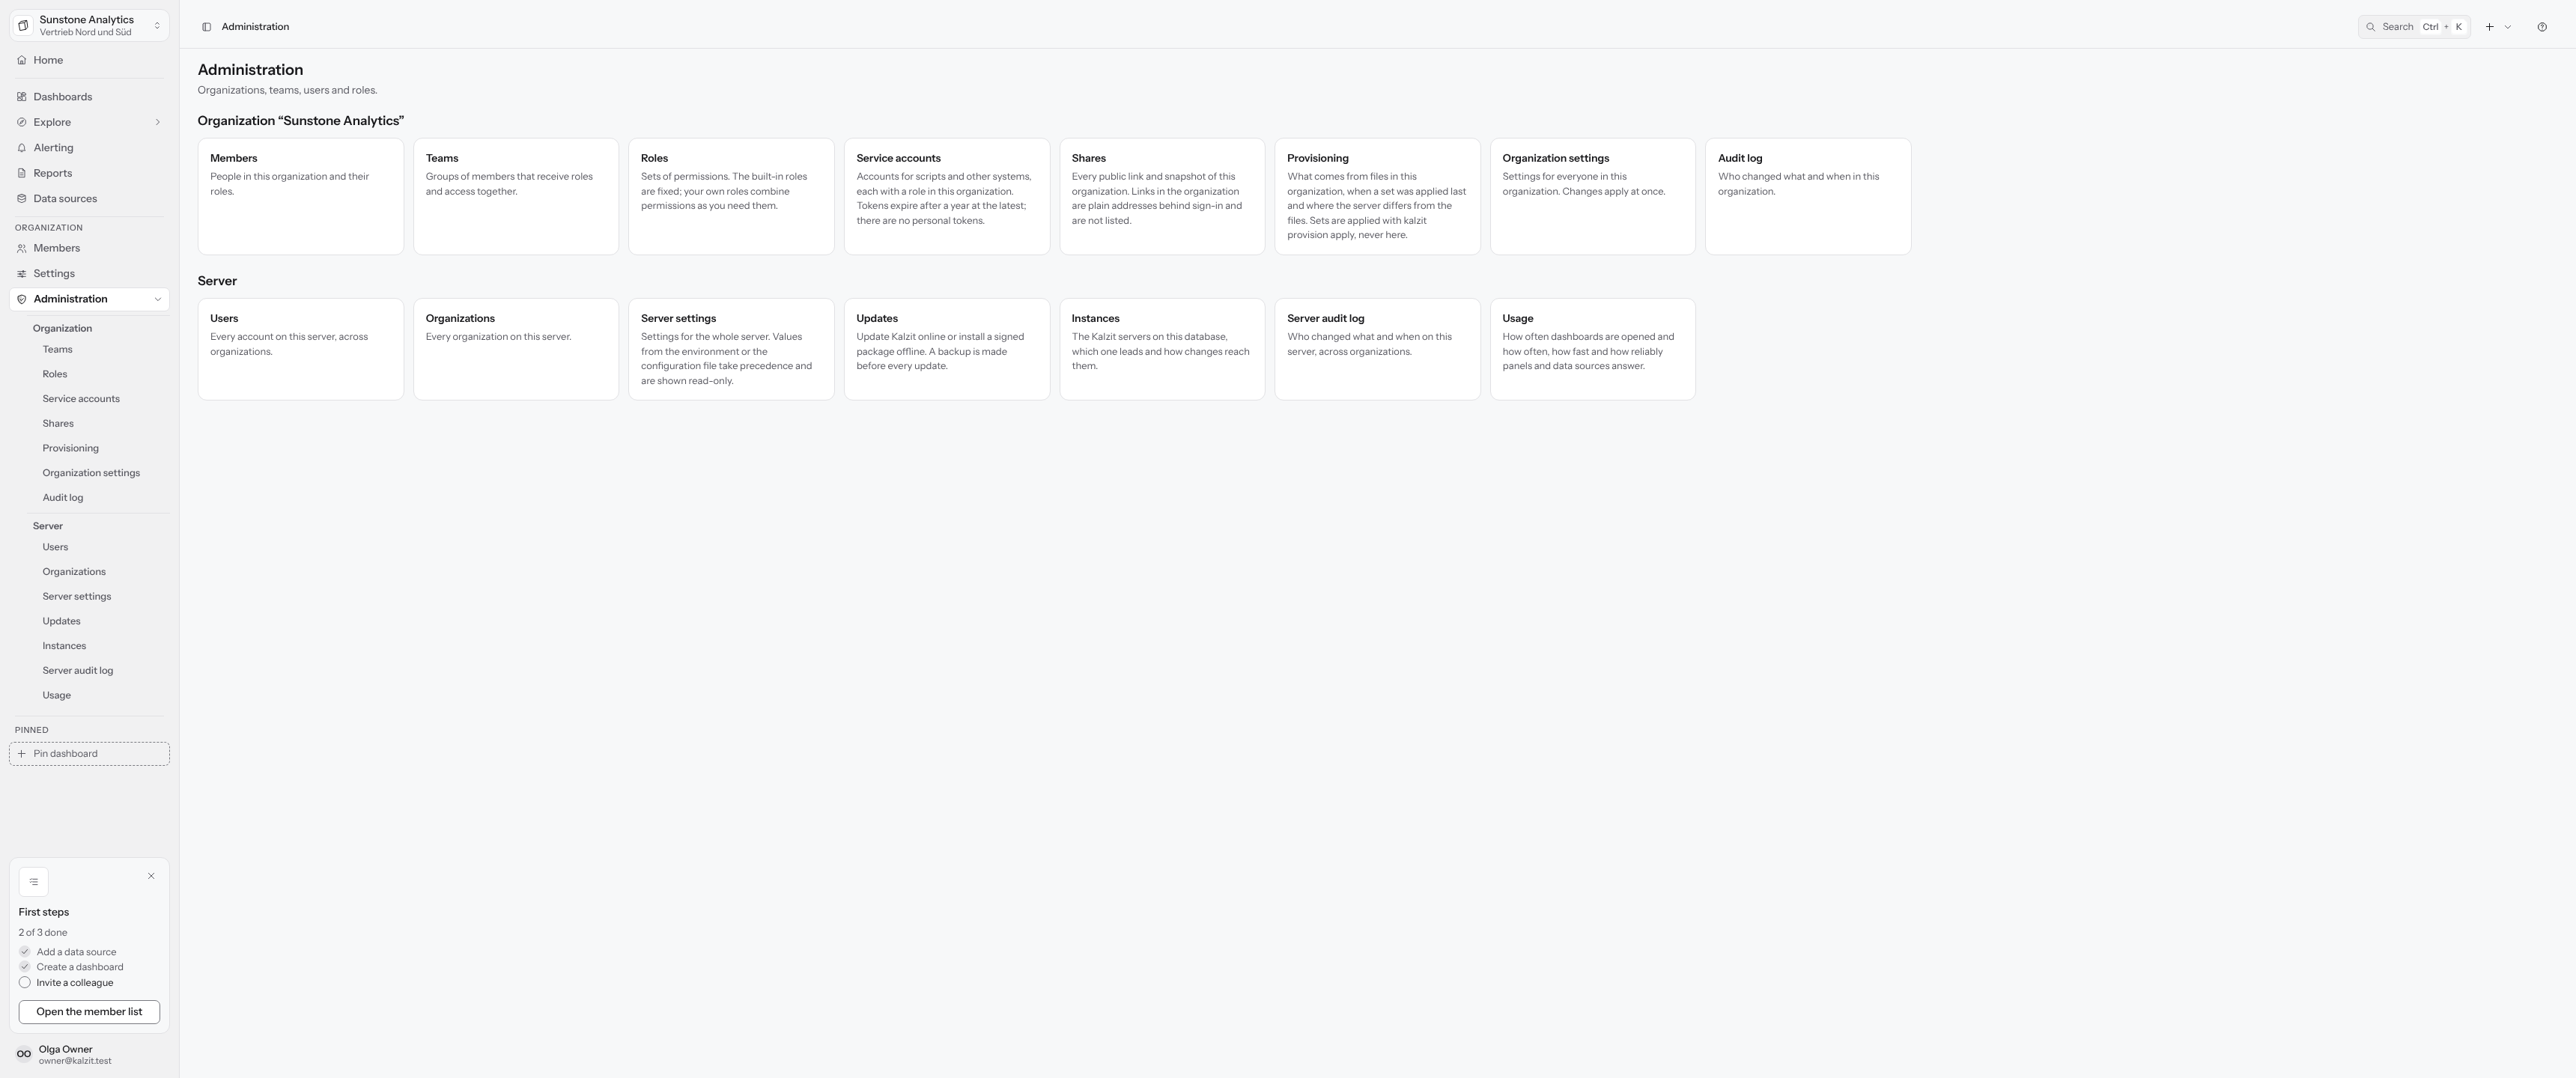 Sunstone Analytics
Vertrieb Nord und Süd
Home
Dashboards
Explore
Alerting
Reports
Data sources
ORGANIZATION
Members
Settings
Administration
Organization
Teams
Roles
Service accounts
Shares
Provisioning
Organization settings
Audit log
Server
Users
Organizations
Server settings
Updates
Instances
Server audit log
Usage
PINNED
Pin dashboard
First steps
2 of 3 done
Add a data source
Create a dashboard
Invite a colleague
Open the member list
OO
Olga Owner
owner@kalzit.test
Administration
Search Ctrl + K
Administration
Organizations, teams, users and roles.
Organization “Sunstone Analytics”
Members
People in this organization and their
roles.
Teams
Groups of members that receive roles
and access together.
Roles
Sets of permissions. The built-in roles
are fixed; your own roles combine
permissions as you need them.
Service accounts
Accounts for scripts and other systems,
each with a role in this organization.
Tokens expire after a year at the latest;
there are no personal tokens.
Shares
Every public link and snapshot of this
organization. Links in the organization
are plain addresses behind sign-in and
are not listed.
Provisioning
What comes from files in this
organization, when a set was applied last
and where the server differs from the
files. Sets are applied with kalzit
provision apply, never here.
Organization settings
Settings for everyone in this
organization. Changes apply at once.
Audit log
Who changed what and when in this
organization.
Server
Users
Every account on this server, across
organizations.
Organizations
Every organization on this server.
Server settings
Settings for the whole server. Values
from the environment or the
configuration file take precedence and
are shown read-only.
Updates
Update Kalzit online or install a signed
package offline. A backup is made
before every update.
Instances
The Kalzit servers on this database,
which one leads and how changes reach
them.
Server audit log
Who changed what and when on this
server, across organizations.
Usage
How often dashboards are opened and
how often, how fast and how reliably
panels and data sources answer.